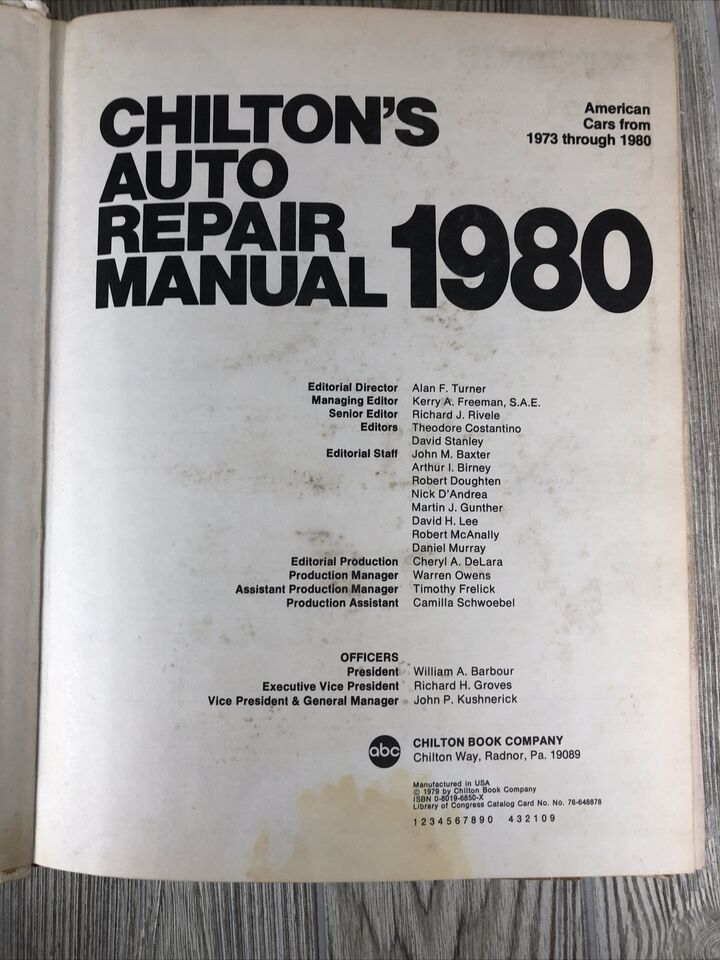 CHILTON'S
AUTO
REPAIR
MANUAL 1980
American
Cars from
1973 through 1980
Editorial Director Alan F. Turner
Managing Editor Kerry A. Freeman, S.A.E.
Senior Editor Richard J. Rivele
Editors Theodore Costantino
David Stanley
Editorial Staff John M. Baxter
Arthur I. Birney
Robert Doughten
Nick D'Andrea
Martin J. Gunther
David H. Lee
Robert McAnally
Daniel Murray
Editorial Production Cheryl A. DeLara
Production Manager Warren Owens
Assistant Production Manager Timothy Frelick
Production Assistant Camilla Schwoebel
OFFICERS
President William A. Barbour
Executive Vice President Richard H. Groves
Vice President & General Manager John P. Kushnerick
abc CHILTON BOOK COMPANY
Chilton Way, Radnor, Pa. 19089
Manufactured in USA
© 1979 by Chilton Book Company
ISBN 0-8019-6850-X
Library of Congress Catalog Card No. No. 76-648878
1234567890 432109